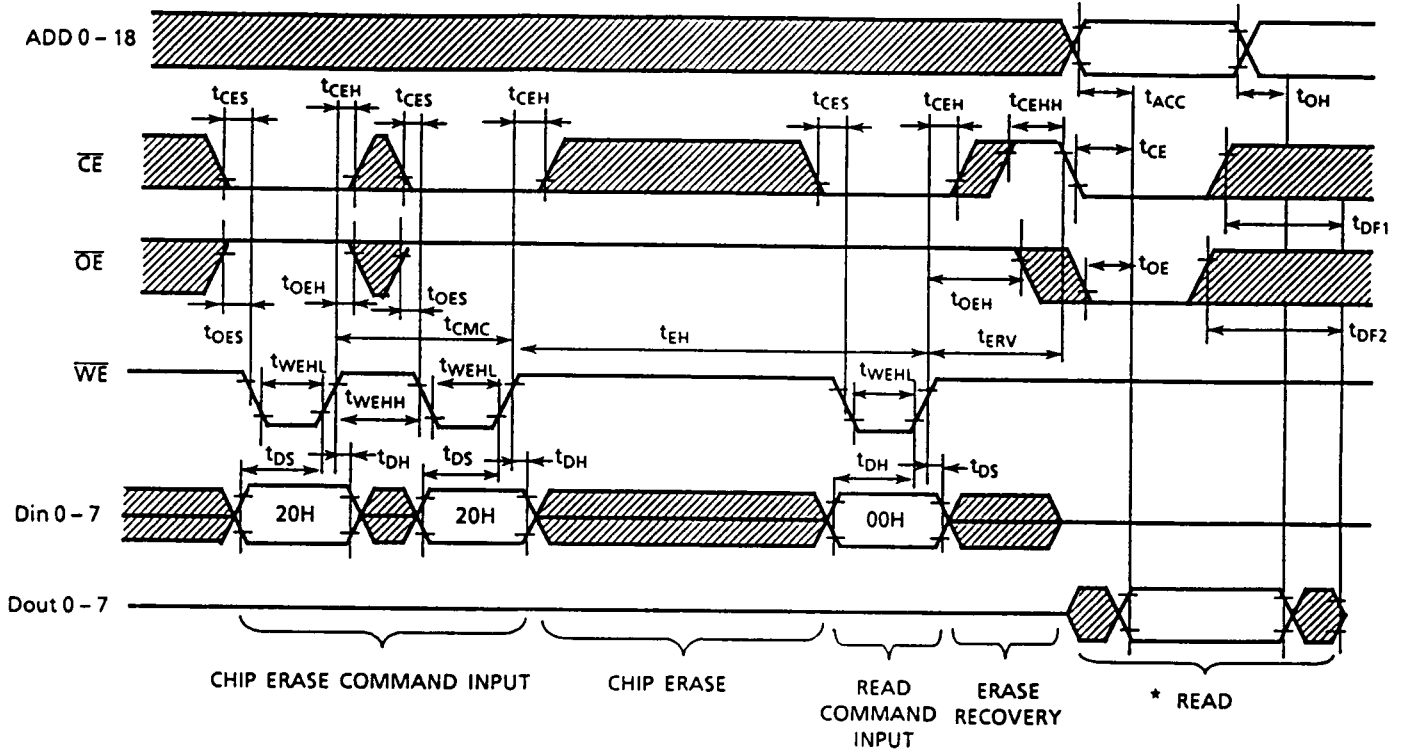 ADD 0 – 18
tACC
tOH
tCES
tCEH
tCES
tCEH
tCES
tCEH
tCEHH
CE
tCE
tDF1
OE
tOEH
tOES
tOE
tOEH
tOES
tCMC
tEH
tERV
tDF2
WE
tWEHL
tWEHL
tWEHL
tWEHH
tDS
tDH
tDS
tDH
tDH
tDS
Din 0 – 7
20H
20H
00H
Dout 0 – 7
CHIP ERASE COMMAND INPUT
CHIP ERASE
READ
COMMAND
INPUT
ERASE
RECOVERY
* READ